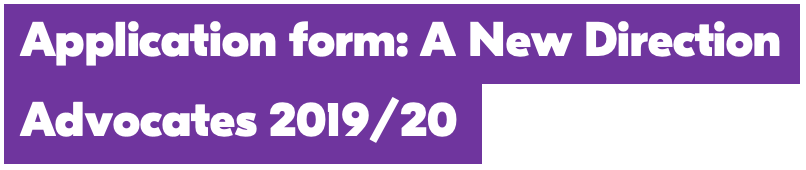 Application form: A New Direction
Advocates 2019/20